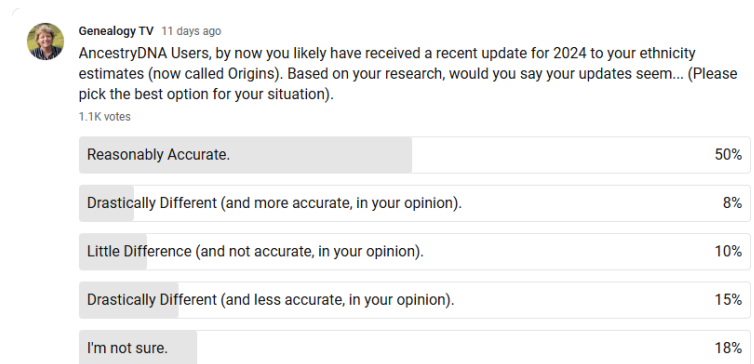 Genealogy TV 11 days ago
AncestryDNA Users, by now you likely have received a recent update for 2024 to your ethnicity
estimates (now called Origins). Based on your research, would you say your updates seem... (Please
pick the best option for your situation).
1.1K votes
Reasonably Accurate. 50%
Drastically Different (and more accurate, in your opinion). 8%
Little Difference (and not accurate, in your opinion). 10%
Drastically Different (and less accurate, in your opinion). 15%
I'm not sure. 18%